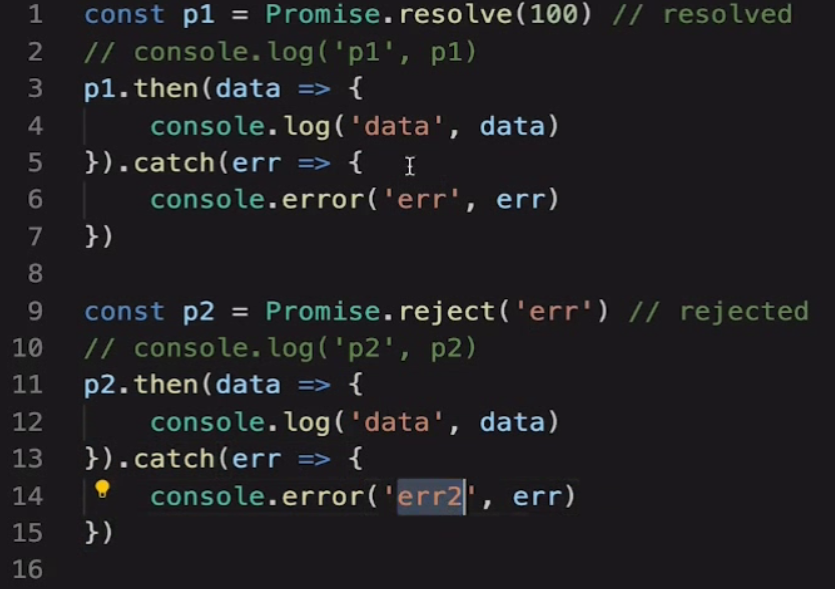 1 const p1 = Promise.resolve(100) // resolved
2 // console.log('p1', p1)
3 p1.then(data => {
4     console.log('data', data)
5 }).catch(err => {
6     console.error('err', err)
7 })
8
9 const p2 = Promise.reject('err') // rejected
10 // console.log('p2', p2)
11 p2.then(data => {
12     console.log('data', data)
13 }).catch(err => {
14     console.error('err2', err)
15 })
16